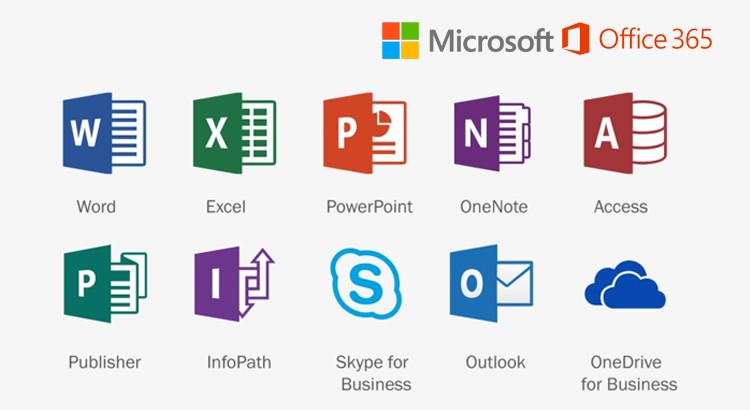 Microsoft Office 365
W X P N A
Word Excel PowerPoint OneNote Access
P I S O
Publisher InfoPath Skype for Outlook OneDrive
Business for Business